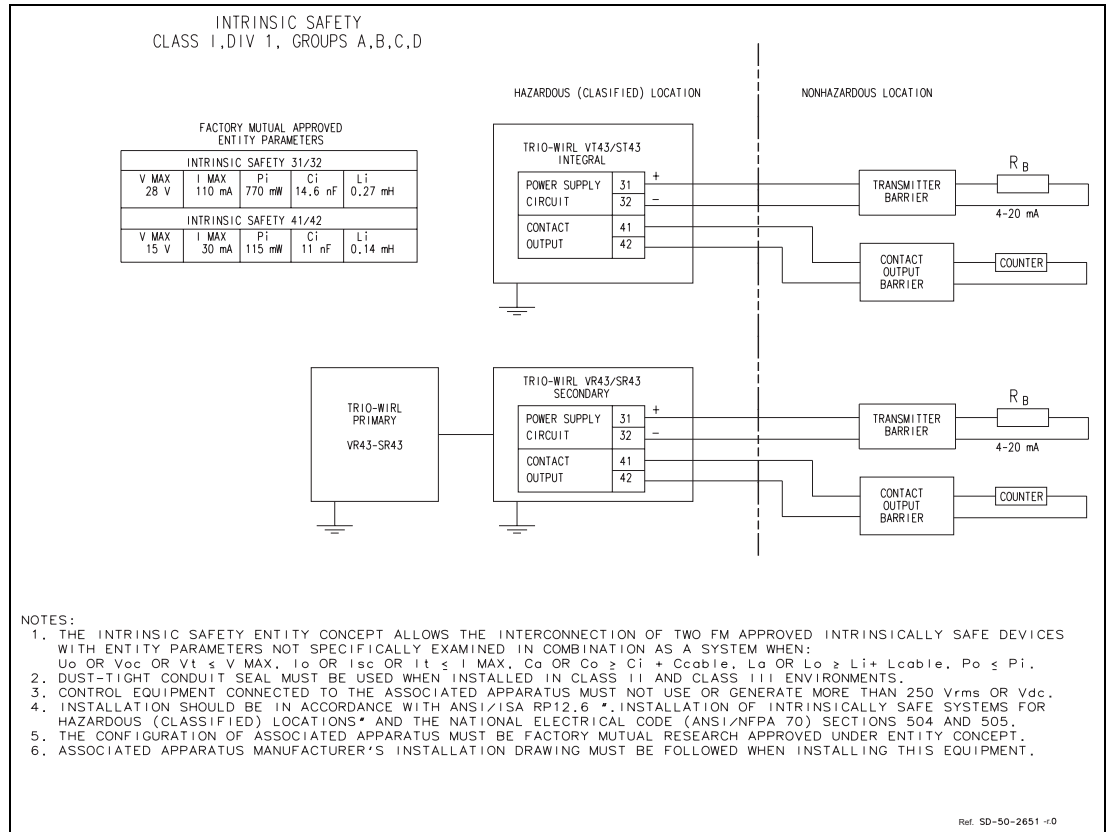 INTRINSIC SAFETY
CLASS I,DIV 1, GROUPS A,B,C,D
HAZARDOUS (CLASIFIED) LOCATION
NONHAZARDOUS LOCATION
FACTORY MUTUAL APPROVED
ENTITY PARAMETERS
INTRINSIC SAFETY 31/32
V MAX I MAX Pi Ci Li
28 V 110 mA 770 mW 14.6 nF 0.27 mH
INTRINSIC SAFETY 41/42
V MAX I MAX Pi Ci Li
15 V 30 mA 115 mW 11 nF 0.14 mH
TRIO-WIRL VT43/ST43
INTEGRAL
POWER SUPPLY 31 +
CIRCUIT 32 -
CONTACT 41
OUTPUT 42
TRANSMITTER
BARRIER
RB
4-20 mA
CONTACT
OUTPUT
BARRIER
COUNTER
TRIO-WIRL
PRIMARY
VR43-SR43
TRIO-WIRL VR43/SR43
SECONDARY
POWER SUPPLY 31 +
CIRCUIT 32 -
CONTACT 41
OUTPUT 42
TRANSMITTER
BARRIER
RB
4-20 mA
CONTACT
OUTPUT
BARRIER
COUNTER
NOTES:
1. THE INTRINSIC SAFETY ENTITY CONCEPT ALLOWS THE INTERCONNECTION OF TWO FM APPROVED INTRINSICALLY SAFE DEVICES
WITH ENTITY PARAMETERS NOT SPECIFICALLY EXAMINED IN COMBINATION AS A SYSTEM WHEN:
Uo OR Voc OR Vt ≤ V MAX, Io OR Isc OR It ≤ I MAX, Ca OR Co ≥ Ci + Ccable, La OR Lo ≥ Li+ Lcable, Po ≤ Pi.
2. DUST-TIGHT CONDUIT SEAL MUST BE USED WHEN INSTALLED IN CLASS II AND CLASS III ENVIRONMENTS.
3. CONTROL EQUIPMENT CONNECTED TO THE ASSOCIATED APPARATUS MUST NOT USE OR GENERATE MORE THAN 250 Vrms OR Vdc.
4. INSTALLATION SHOULD BE IN ACCORDANCE WITH ANSI/ISA RP12.6 ".INSTALLATION OF INTRINSICALLY SAFE SYSTEMS FOR
HAZARDOUS (CLASSIFIED) LOCATIONS" AND THE NATIONAL ELECTRICAL CODE (ANSI/NFPA 70) SECTIONS 504 AND 505.
5. THE CONFIGURATION OF ASSOCIATED APPARATUS MUST BE FACTORY MUTUAL RESEARCH APPROVED UNDER ENTITY CONCEPT.
6. ASSOCIATED APPARATUS MANUFACTURER'S INSTALLATION DRAWING MUST BE FOLLOWED WHEN INSTALLING THIS EQUIPMENT.
Ref. SD-50-2651 -r.0